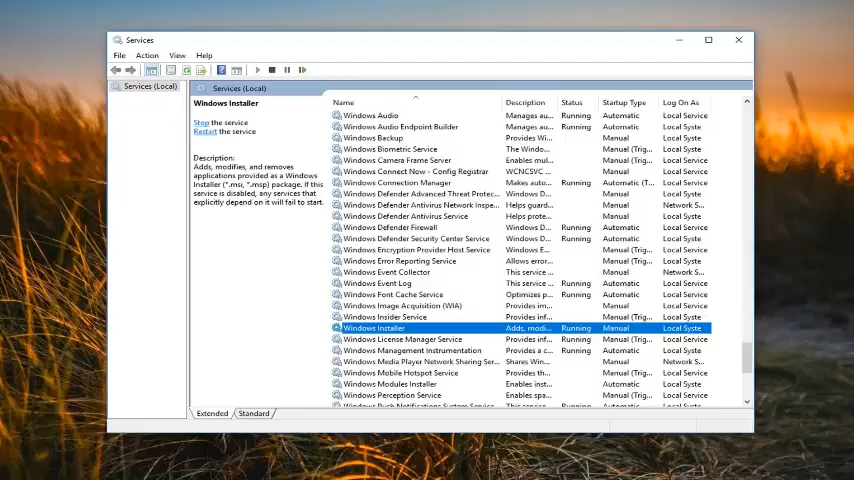 Services
File Action View Help
Services (Local)
Services (Local)
Windows Installer
Stop the service
Restart the service
Description:
Adds, modifies, and removes
applications provided as a Windows
Installer (*.msi, *.msp) package. If this
service is disabled, any services that
explicitly depend on it will fail to start.
Name Description Status Startup Type Log On As
Windows Audio Manages au... Running Automatic Local Service
Windows Audio Endpoint Builder Manages au... Running Automatic Local Syste
Windows Backup Provides Wi... Manual Local Syste
Windows Biometric Service The Windo... Manual (Trig... Local Syste
Windows Camera Frame Server Enables mul... Manual (Trig... Local Service
Windows Connect Now - Config Registrar WCNCSVC ... Manual Local Service
Windows Connection Manager Makes auto... Running Automatic (T... Local Service
Windows Defender Advanced Threat Protec... Windows D... Manual Local Syste
Windows Defender Antivirus Network Inspe... Helps guard... Manual Network S...
Windows Defender Antivirus Service Helps prote... Manual Local Syste
Windows Defender Firewall Windows D... Running Automatic Local Service
Windows Defender Security Center Service Windows D... Running Automatic Local Syste
Windows Encryption Provider Host Service Windows E... Manual (Trig... Local Service
Windows Error Reporting Service Allows error... Manual (Trig... Local Syste
Windows Event Collector This service ... Manual Network S...
Windows Event Log This service ... Running Automatic Local Service
Windows Font Cache Service Optimizes p... Running Automatic Local Service
Windows Image Acquisition (WIA) Provides im... Manual Local Service
Windows Insider Service Provides inf... Manual (Trig... Local Syste
Windows Installer Adds, modi... Running Manual Local Syste
Windows License Manager Service Provides inf... Running Manual (Trig... Local Service
Windows Management Instrumentation Provides a c... Running Automatic Local Syste
Windows Media Player Network Sharing Ser... Shares Win... Manual Network S...
Windows Mobile Hotspot Service Provides th... Manual (Trig... Local Service
Windows Modules Installer Enables inst... Manual Local Syste
Windows Perception Service Enables spa... Manual (Trig... Local Service
Windows Push Notifications System Service This service ... Running Automatic Local Syste
Extended Standard